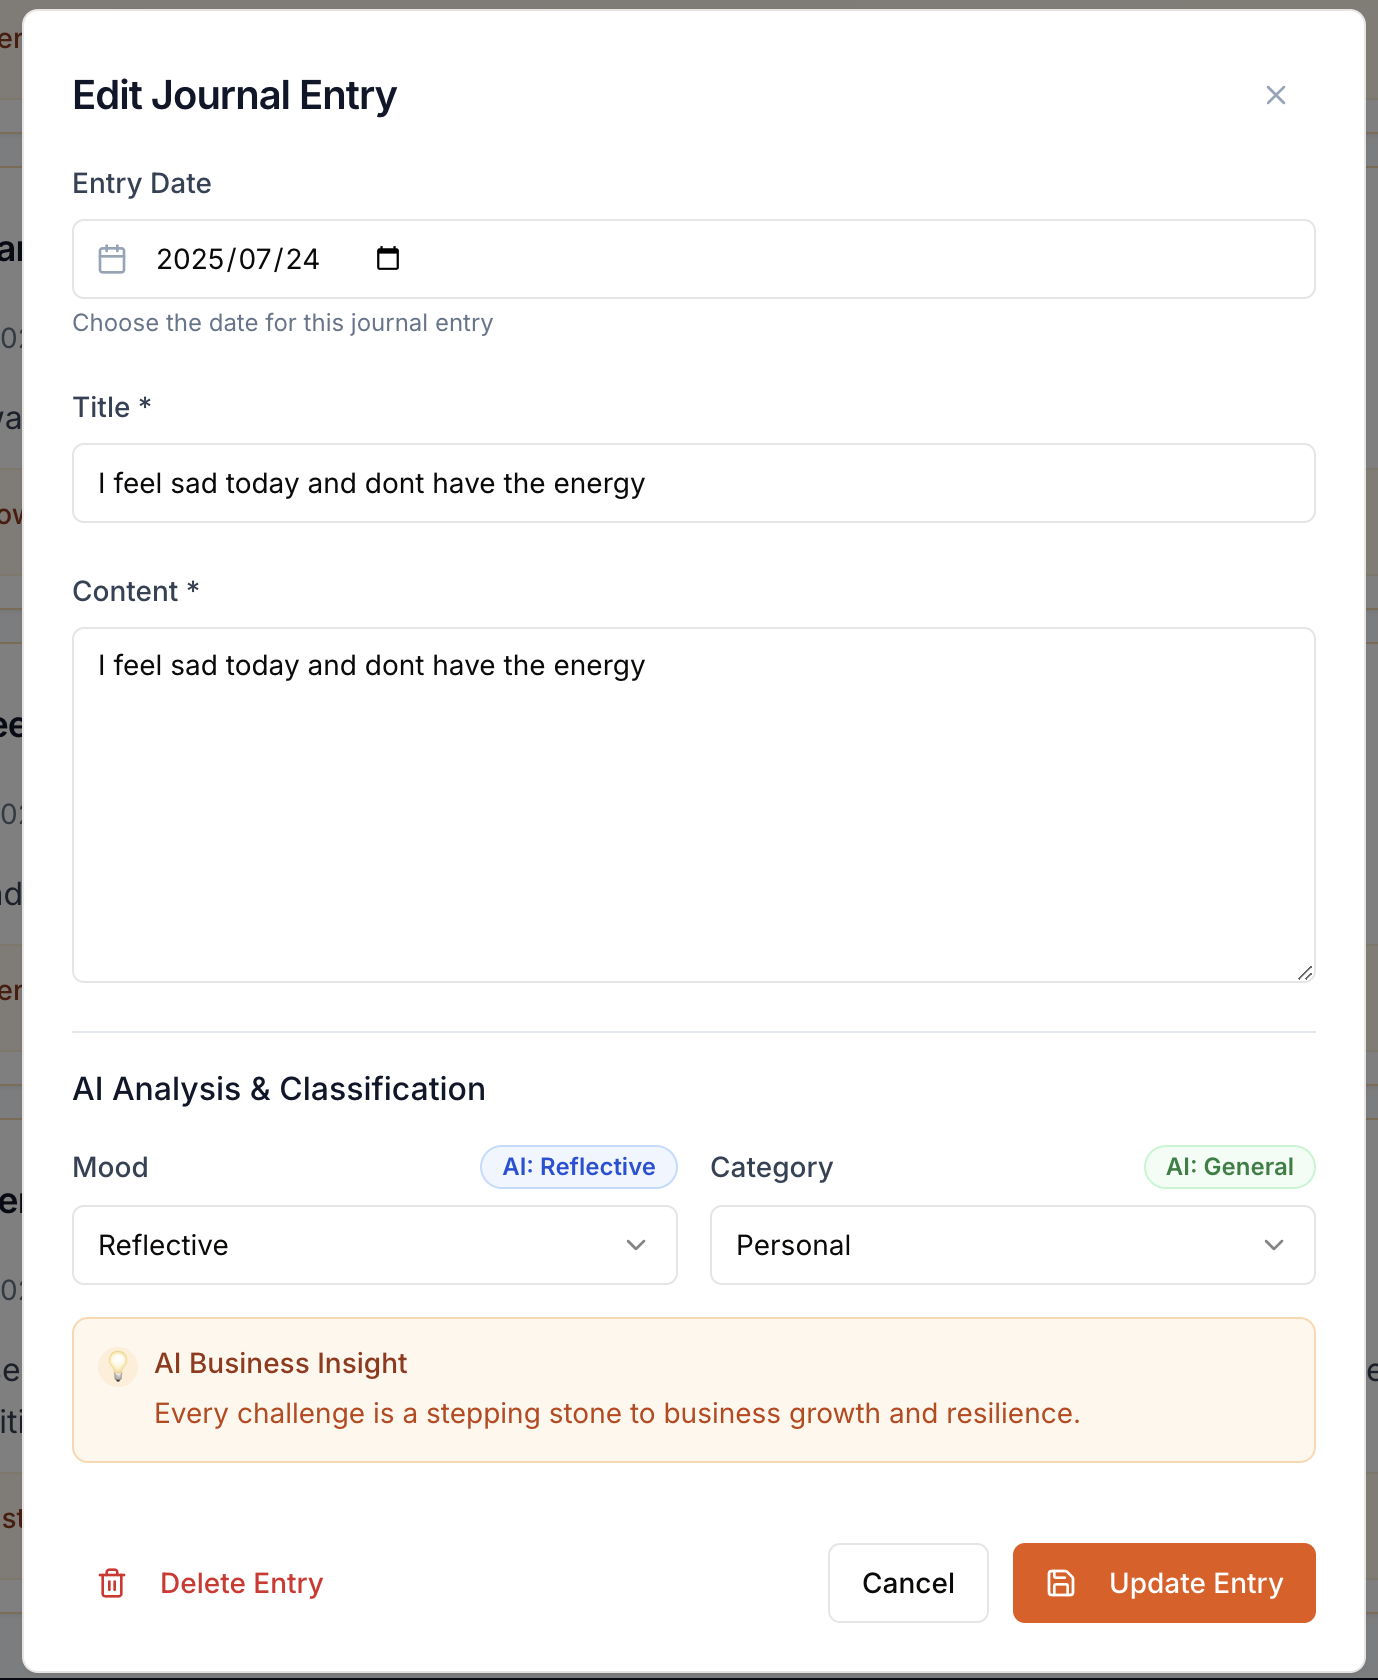 Edit Journal Entry
Entry Date
2025/07/24
Choose the date for this journal entry
Title *
I feel sad today and dont have the energy
Content *
I feel sad today and dont have the energy
AI Analysis & Classification
Mood
AI: Reflective
Category
AI: General
Reflective
Personal
AI Business Insight
Every challenge is a stepping stone to business growth and resilience.
Delete Entry
Cancel
Update Entry